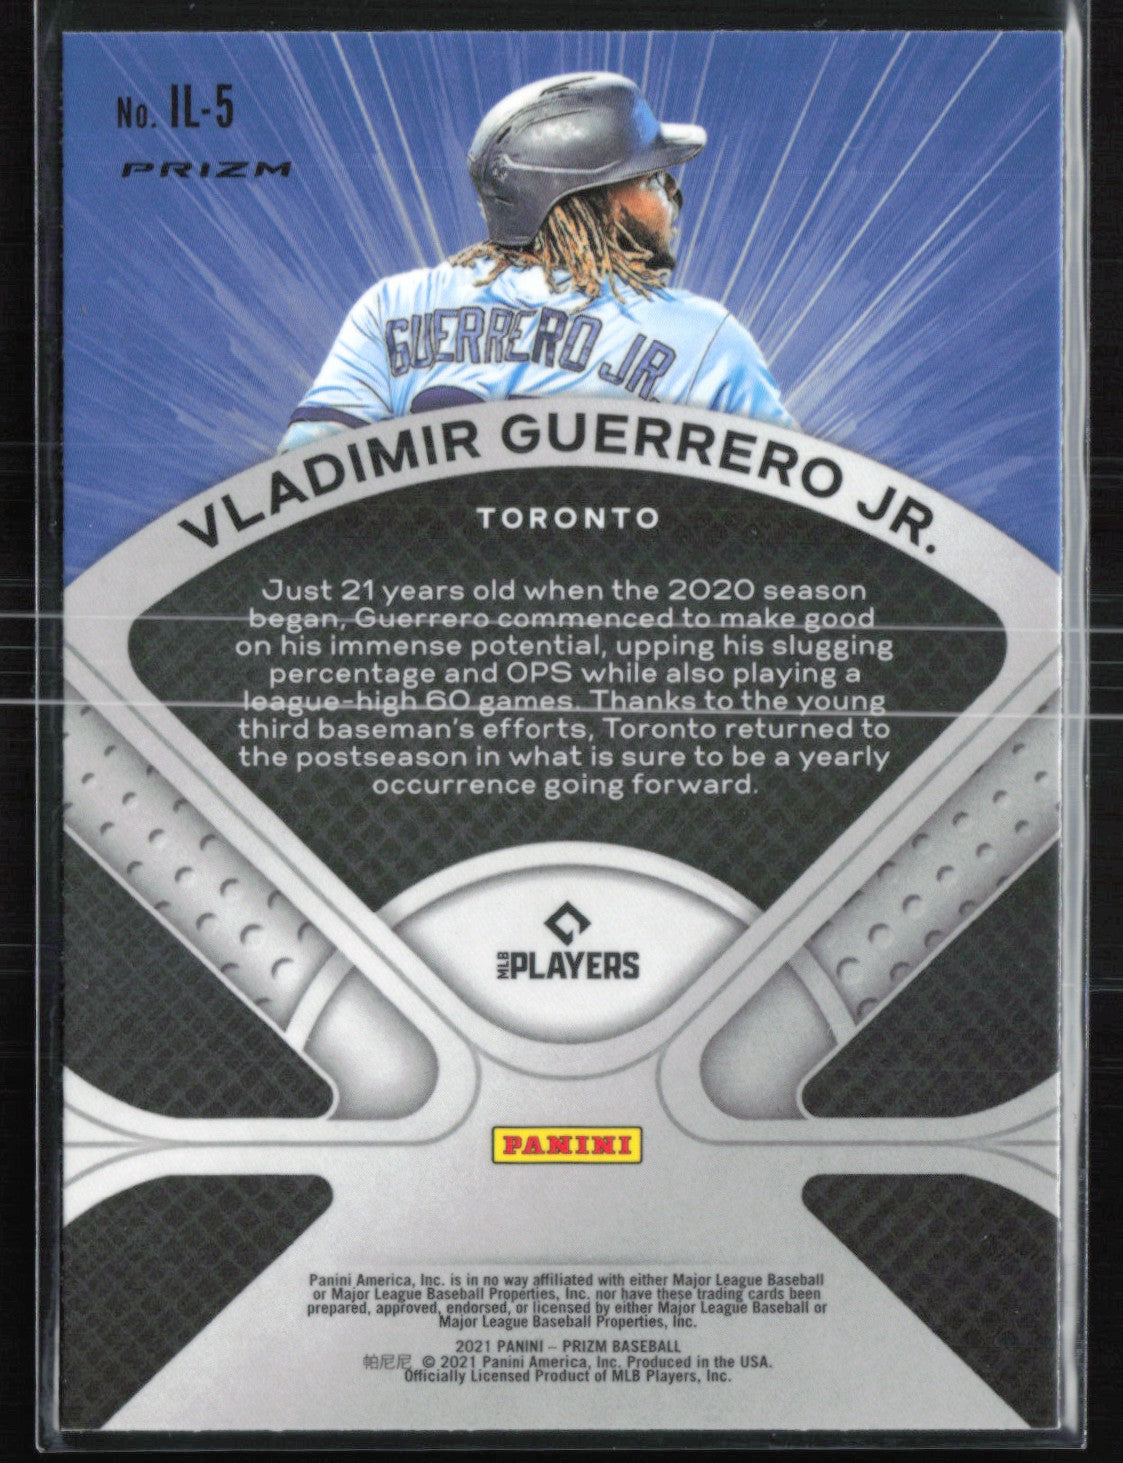 No. IL-5
PRIZM
GUERRERO JR.
VLADIMIR GUERRERO JR.
TORONTO
Just 21 years old when the 2020 season
began, Guerrero commenced to make good
on his immense potential, upping his slugging
percentage and OPS while also playing a
league-high 60 games. Thanks to the young
third baseman's efforts, Toronto returned to
the postseason in what is sure to be a yearly
occurrence going forward.
MLB PLAYERS
PANINI
Panini America, Inc. is in no way affiliated with either Major League Baseball
or Major League Baseball Properties, Inc. nor have these trading cards been
prepared, approved, endorsed, or licensed by either Major League Baseball or
Major League Baseball Properties, Inc.
2021 PANINI – PRIZM BASEBALL
帕尼尼 © 2021 Panini America, Inc. Produced in the USA.
Officially Licensed Product of MLB Players, Inc.